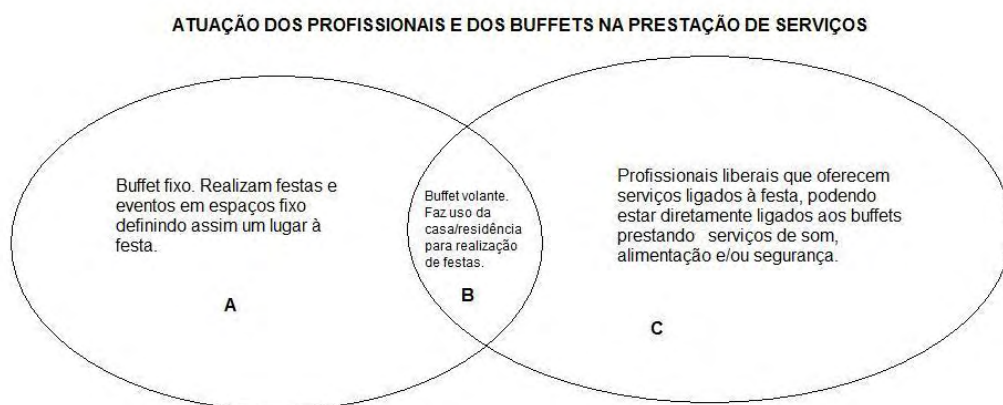 ATUAÇÃO DOS PROFISSIONAIS E DOS BUFFETS NA PRESTAÇÃO DE SERVIÇOS
Buffet fixo. Realizam festas e
eventos em espaços fixo
definindo assim um lugar à
festa.
A
Buffet volante.
Faz uso da
casa/residência
para realização
de festas.
B
Profissionais liberais que oferecem
serviços ligados à festa, podendo
estar diretamente ligados aos buffets
prestando serviços de som,
alimentação e/ou segurança.
C